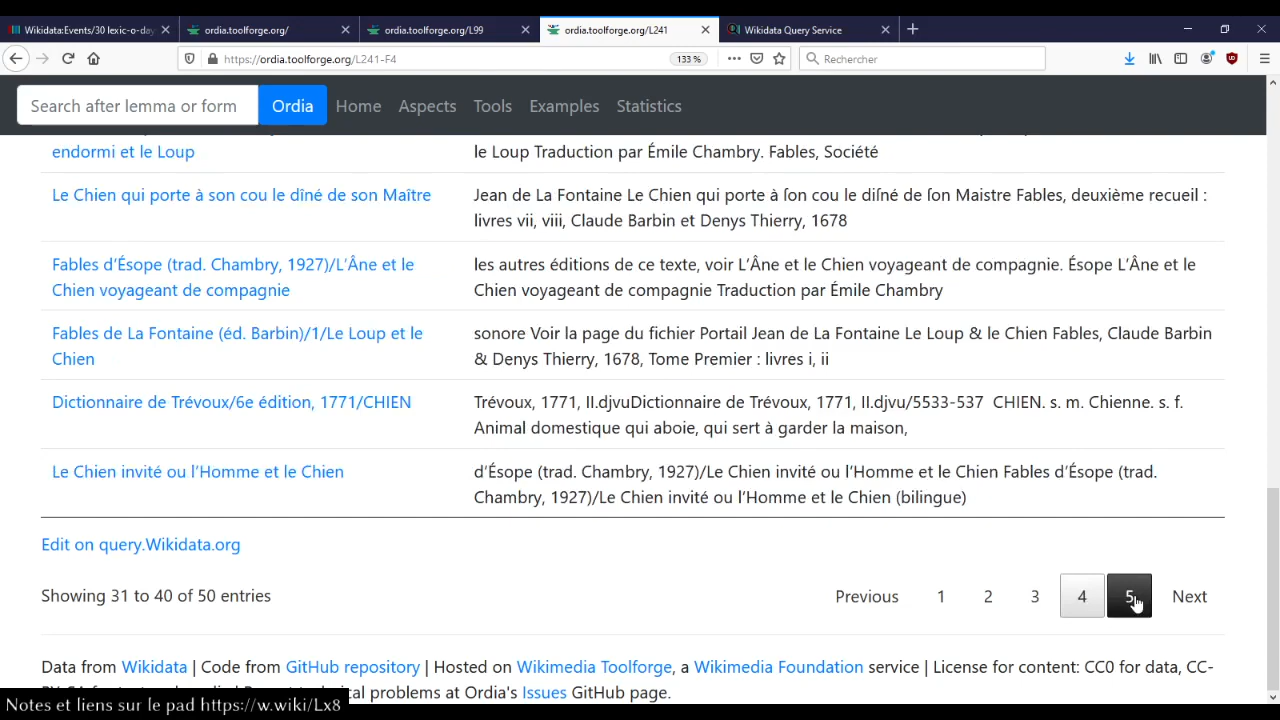 Wikidata:Events/30 lexic-o-day
ordia.toolforge.org/
ordia.toolforge.org/L99
ordia.toolforge.org/L241
Wikidata Query Service
https://ordia.toolforge.org/L241-F4
133 %
Rechercher
Search after lemma or form
Ordia
Home
Aspects
Tools
Examples
Statistics
endormi et le Loup
le Loup Traduction par Émile Chambry. Fables, Société
Le Chien qui porte à son cou le dîné de son Maître
Jean de La Fontaine Le Chien qui porte à ſon cou le diſné de ſon Maistre Fables, deuxième recueil :
livres vii, viii, Claude Barbin et Denys Thierry, 1678
Fables d’Ésope (trad. Chambry, 1927)/L’Âne et le
Chien voyageant de compagnie
les autres éditions de ce texte, voir L’Âne et le Chien voyageant de compagnie. Ésope L’Âne et le
Chien voyageant de compagnie Traduction par Émile Chambry
Fables de La Fontaine (éd. Barbin)/1/Le Loup et le
Chien
sonore Voir la page du fichier Portail Jean de La Fontaine Le Loup & le Chien Fables, Claude Barbin
& Denys Thierry, 1678, Tome Premier : livres i, ii
Dictionnaire de Trévoux/6e édition, 1771/CHIEN
Trévoux, 1771, II.djvuDictionnaire de Trévoux, 1771, II.djvu/5533-537 CHIEN. s. m. Chienne. s. f.
Animal domestique qui aboie, qui sert à garder la maison,
Le Chien invité ou l’Homme et le Chien
d’Ésope (trad. Chambry, 1927)/Le Chien invité ou l’Homme et le Chien Fables d’Ésope (trad.
Chambry, 1927)/Le Chien invité ou l’Homme et le Chien (bilingue)
Edit on query.Wikidata.org
Showing 31 to 40 of 50 entries
Previous 1 2 3 4 5 Next
Data from Wikidata | Code from GitHub repository | Hosted on Wikimedia Toolforge, a Wikimedia Foundation service | License for content: CC0 for data, CC-
technical problems at Ordia's Issues GitHub page.
Notes et liens sur le pad https://w.wiki/Lx8